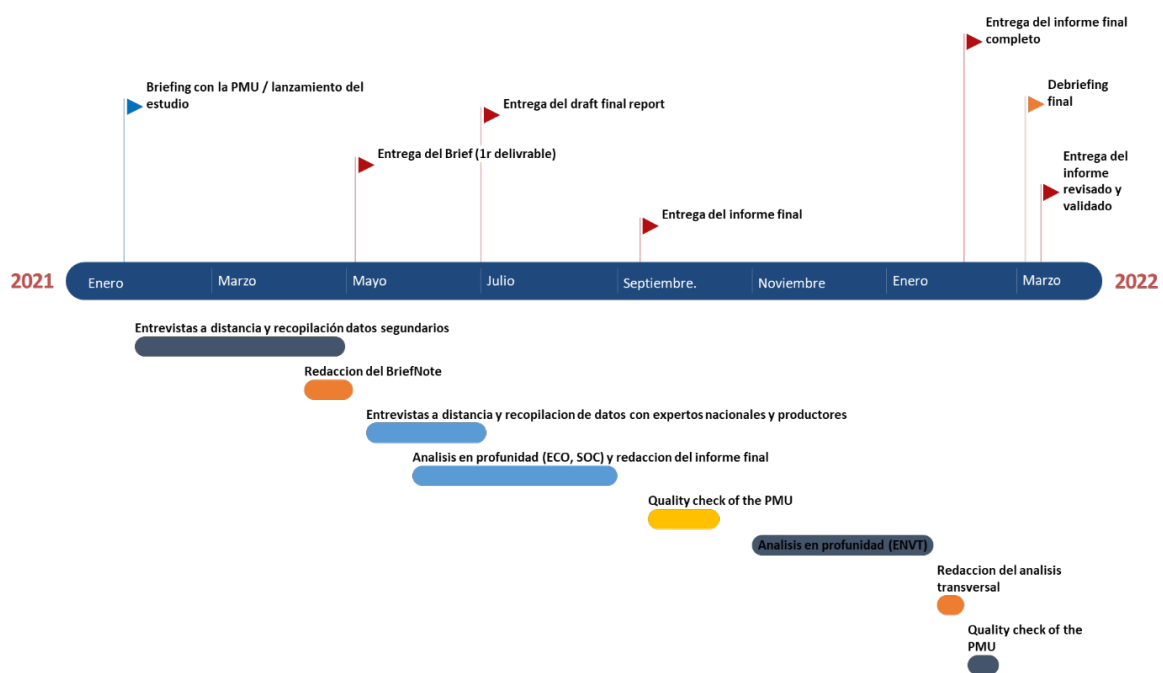 Entrega del informe final
completo
Briefing con la PMU / lanzamiento del
estudio
Debriefing
final
Entrega del draft final report
Entrega del Brief (1r delivrable)
Entrega del
informe
revisado y
validado
Entrega del informe final
2021
Enero
Marzo
Mayo
Julio
Septiembre.
Noviembre
Enero
Marzo
2022
Entrevistas a distancia y recopilación datos segundarios
Redaccion del BriefNote
Entrevistas a distancia y recopilacion de datos con expertos nacionales y productores
Analisis en profunidad (ECO, SOC) y redaccion del informe final
Quality check of the PMU
Analisis en profunidad (ENVT)
Redaccion del analisis
transversal
Quality check of the
PMU